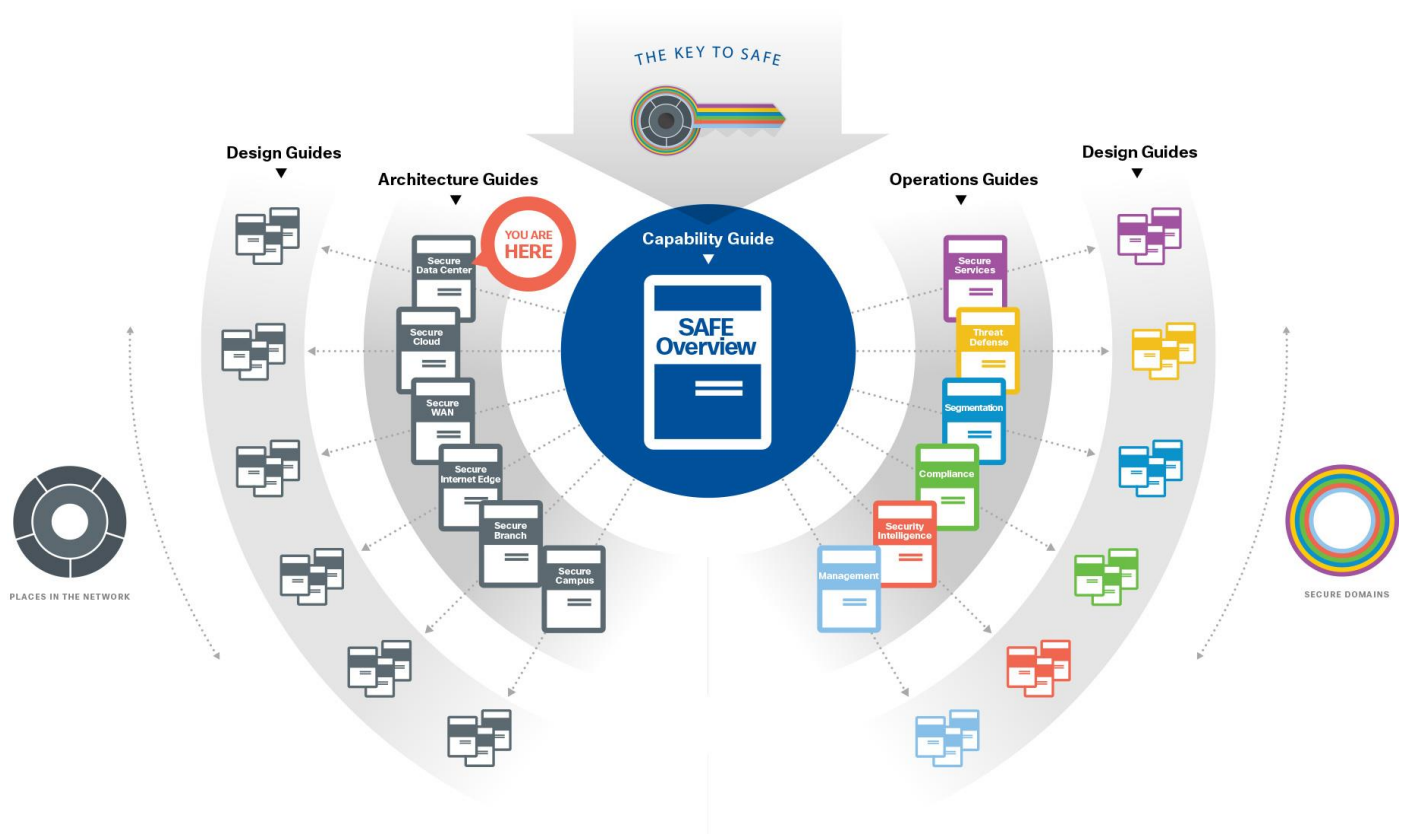 THE KEY TO SAFE
Design Guides
Architecture Guides
YOU ARE
HERE
Capability Guide
SAFE
Overview
Operations Guides
Design Guides
Secure
Data Center
Secure
Cloud
Secure
WAN
Secure
Internet Edge
Secure
Branch
Secure
Campus
Secure
Services
Threat
Defense
Segmentation
Compliance
Security
Intelligence
Management
PLACES IN THE NETWORK
SECURE DOMAINS